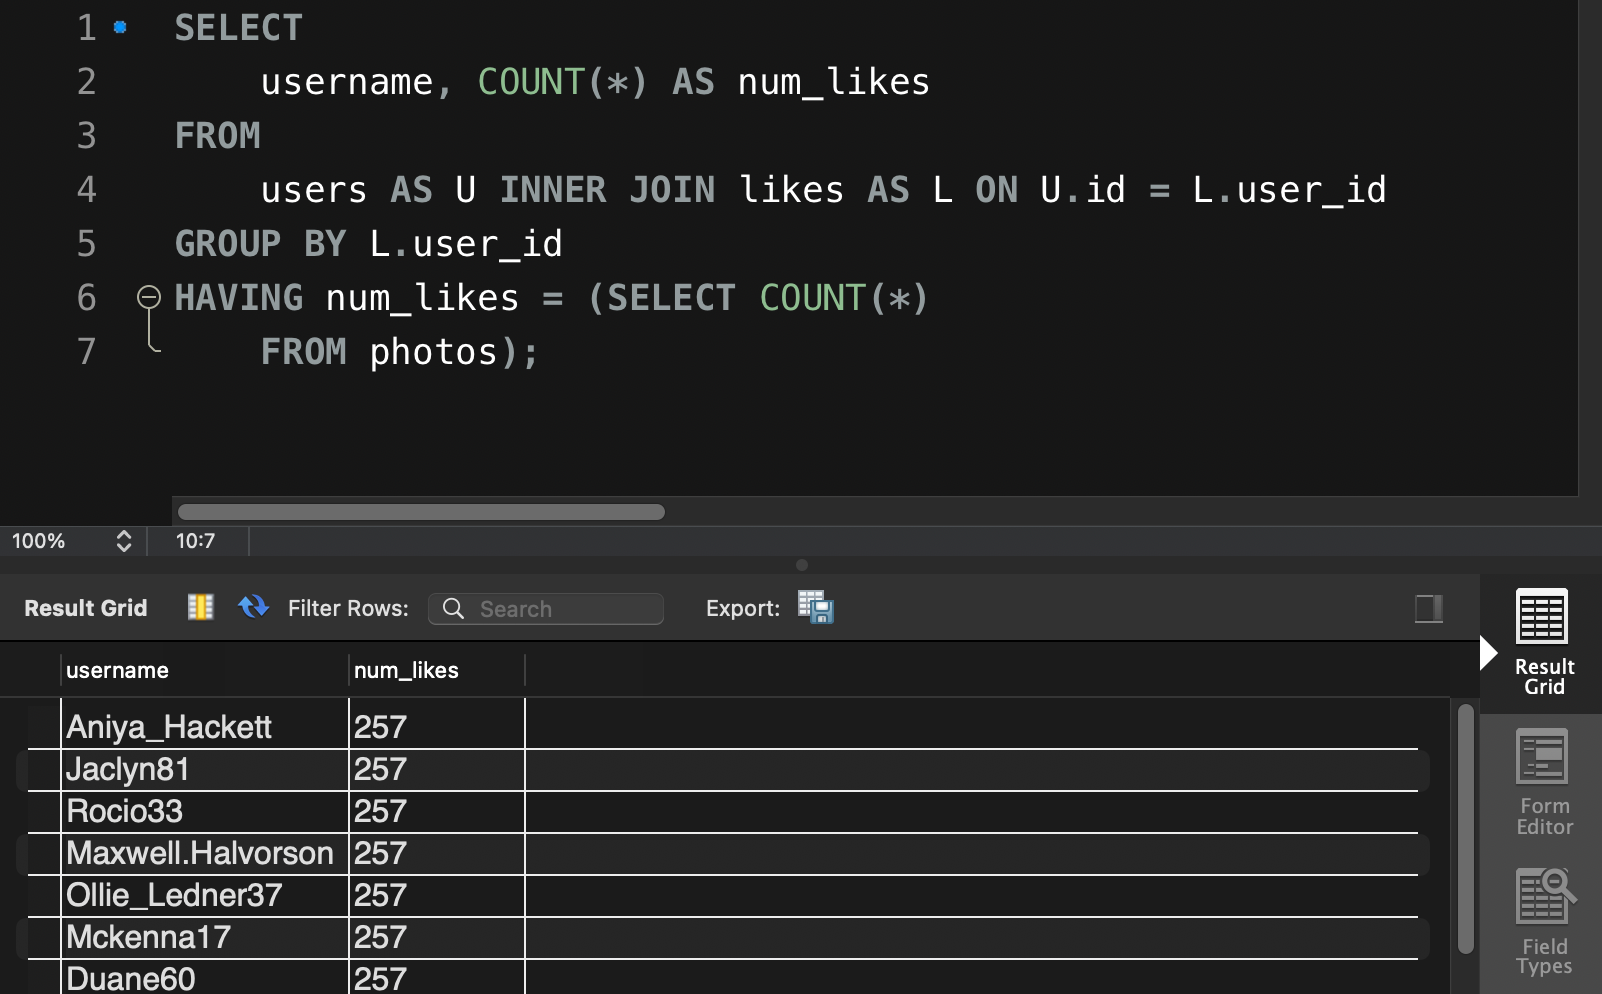 1 SELECT
2 username, COUNT(*) AS num_likes
3 FROM
4 users AS U INNER JOIN likes AS L ON U.id = L.user_id
5 GROUP BY L.user_id
6 HAVING num_likes = (SELECT COUNT(*)
7 FROM photos);
100% 10:7
Result Grid Filter Rows: Search Export:
username num_likes
Aniya_Hackett 257
Jaclyn81 257
Rocio33 257
Maxwell.Halvorson 257
Ollie_Ledner37 257
Mckenna17 257
Duane60 257
Result
Grid
Form
Editor
Field
Types